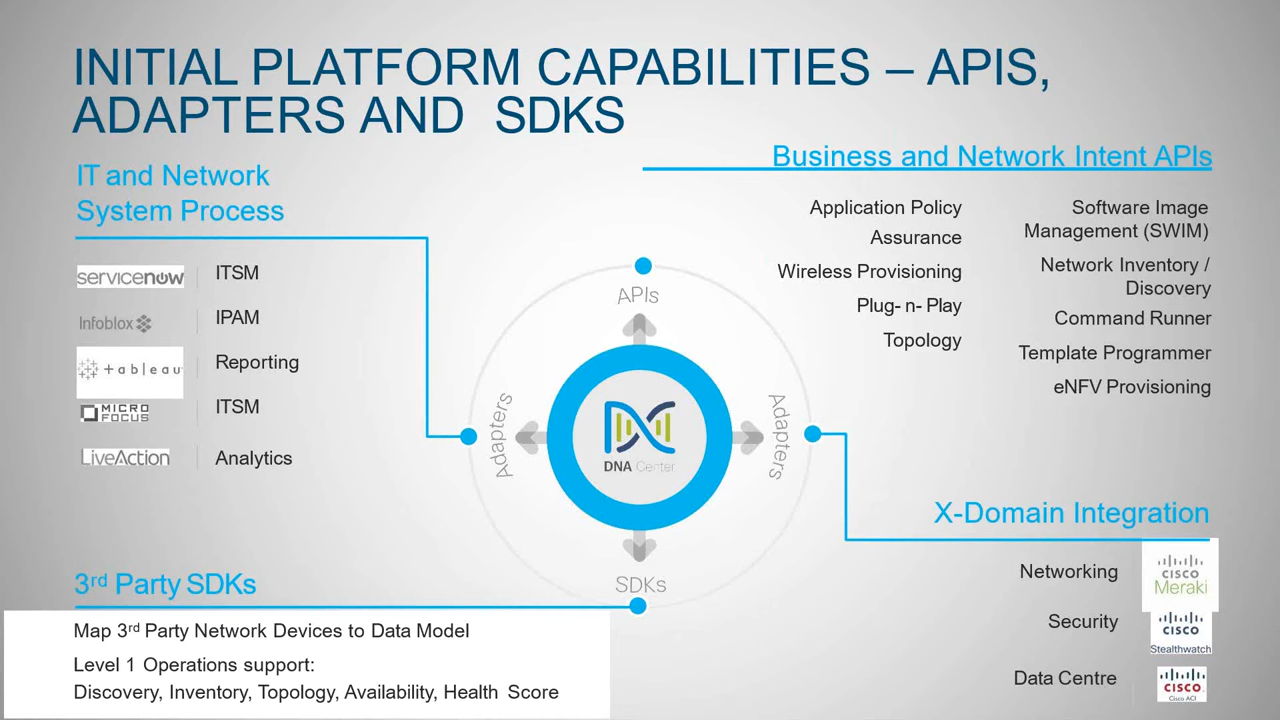 INITIAL PLATFORM CAPABILITIES – APIS,
ADAPTERS AND SDKS
IT and Network
System Process
servicenow ITSM
Infoblox IPAM
+ableau Reporting
MICRO
FOCUS ITSM
LiveAction Analytics
Business and Network Intent APIs
Application Policy
Assurance
Wireless Provisioning
Plug- n- Play
Topology
Software Image
Management (SWIM)
Network Inventory /
Discovery
Command Runner
Template Programmer
eNFV Provisioning
APIs
Adapters
Adapters
DNA Center
SDKs
3rd Party SDKs
Map 3rd Party Network Devices to Data Model
Level 1 Operations support:
Discovery, Inventory, Topology, Availability, Health Score
X-Domain Integration
Networking
CISCO
Meraki
Security
CISCO
Stealthwatch
Data Centre
CISCO
Cisco ACI